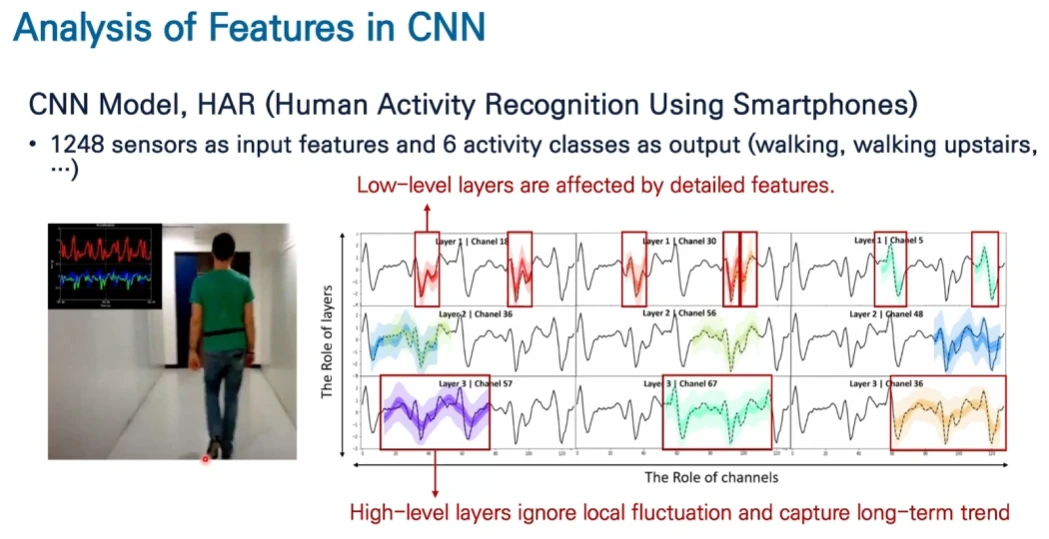 Analysis of Features in CNN
CNN Model, HAR (Human Activity Recognition Using Smartphones)
• 1248 sensors as input features and 6 activity classes as output (walking, walking upstairs,
⋯)
Low-level layers are affected by detailed features.
Layer 1 | Chanel 18
Layer 1 | Chanel 30
Layer 1 | Chanel 5
Layer 2 | Chanel 36
Layer 2 | Chanel 56
Layer 2 | Chanel 48
Layer 3 | Chanel 57
Layer 3 | Chanel 67
Layer 3 | Chanel 36
The Role of layers
The Role of channels
High-level layers ignore local fluctuation and capture long-term trend